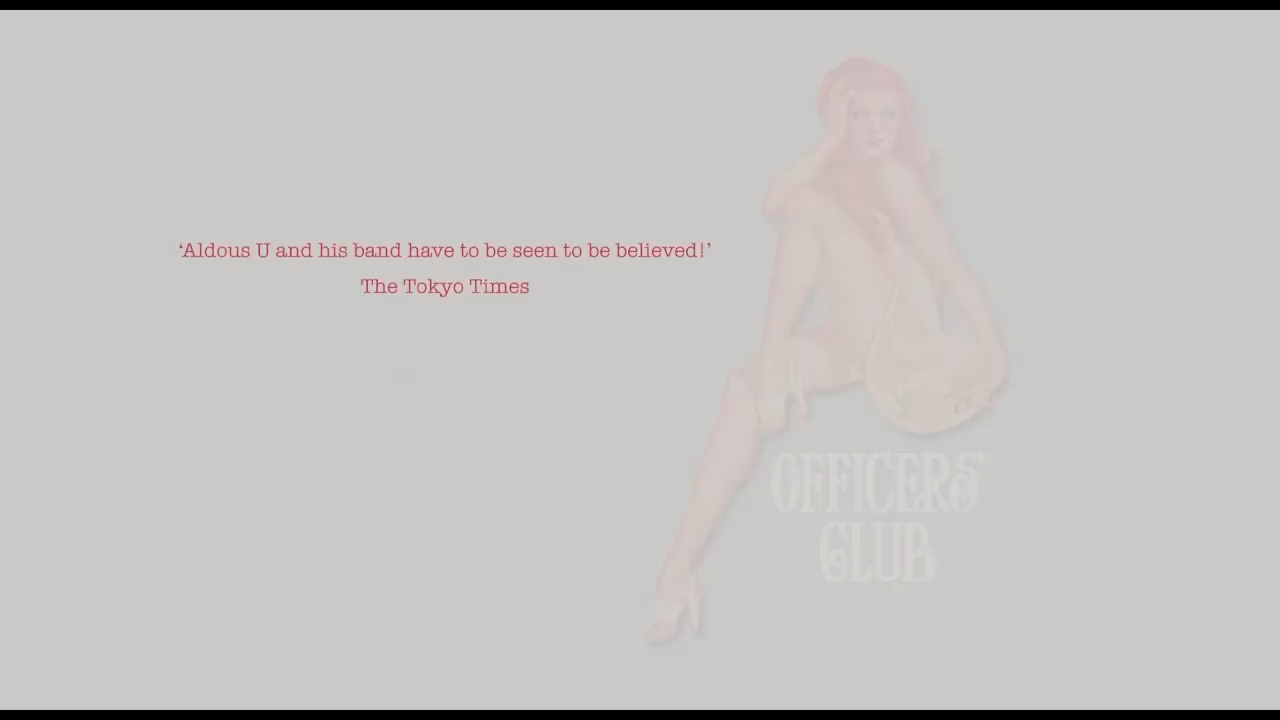 ‘Aldous U and his band have to be seen to be believed!’
The Tokyo Times
OFFICERS'
CLUB